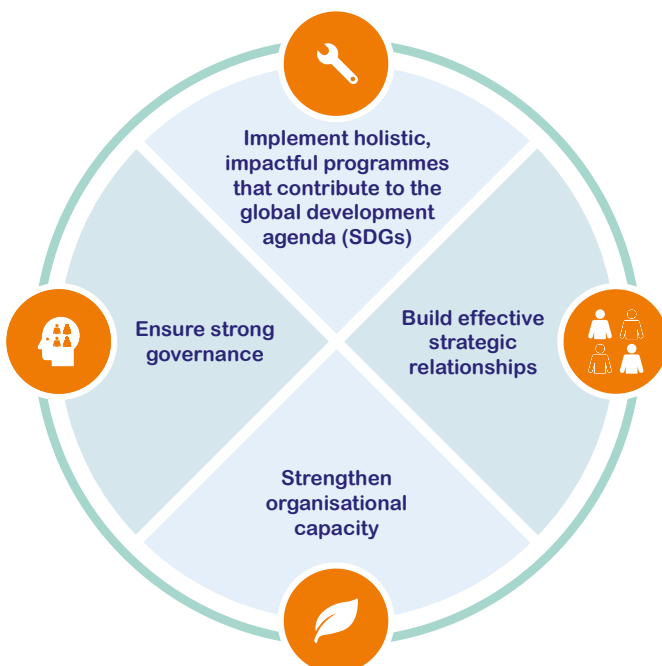 Implement holistic,
impactful programmes
that contribute to the
global development
agenda (SDGs)
Ensure strong
governance
Build effective
strategic
relationships
Strengthen
organisational
capacity